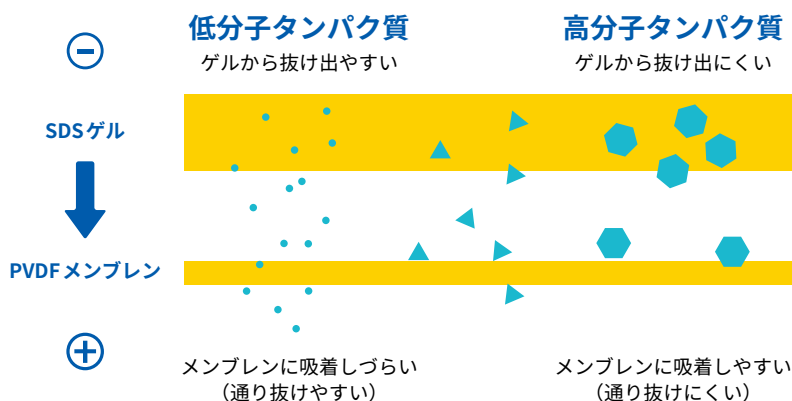 低分子タンパク質
高分子タンパク質
ゲルから抜け出やすい
ゲルから抜け出にくい
SDSゲル
PVDFメンブレン
メンブレンに吸着しづらい
（通り抜けやすい）
メンブレンに吸着しやすい
（通り抜けにくい）